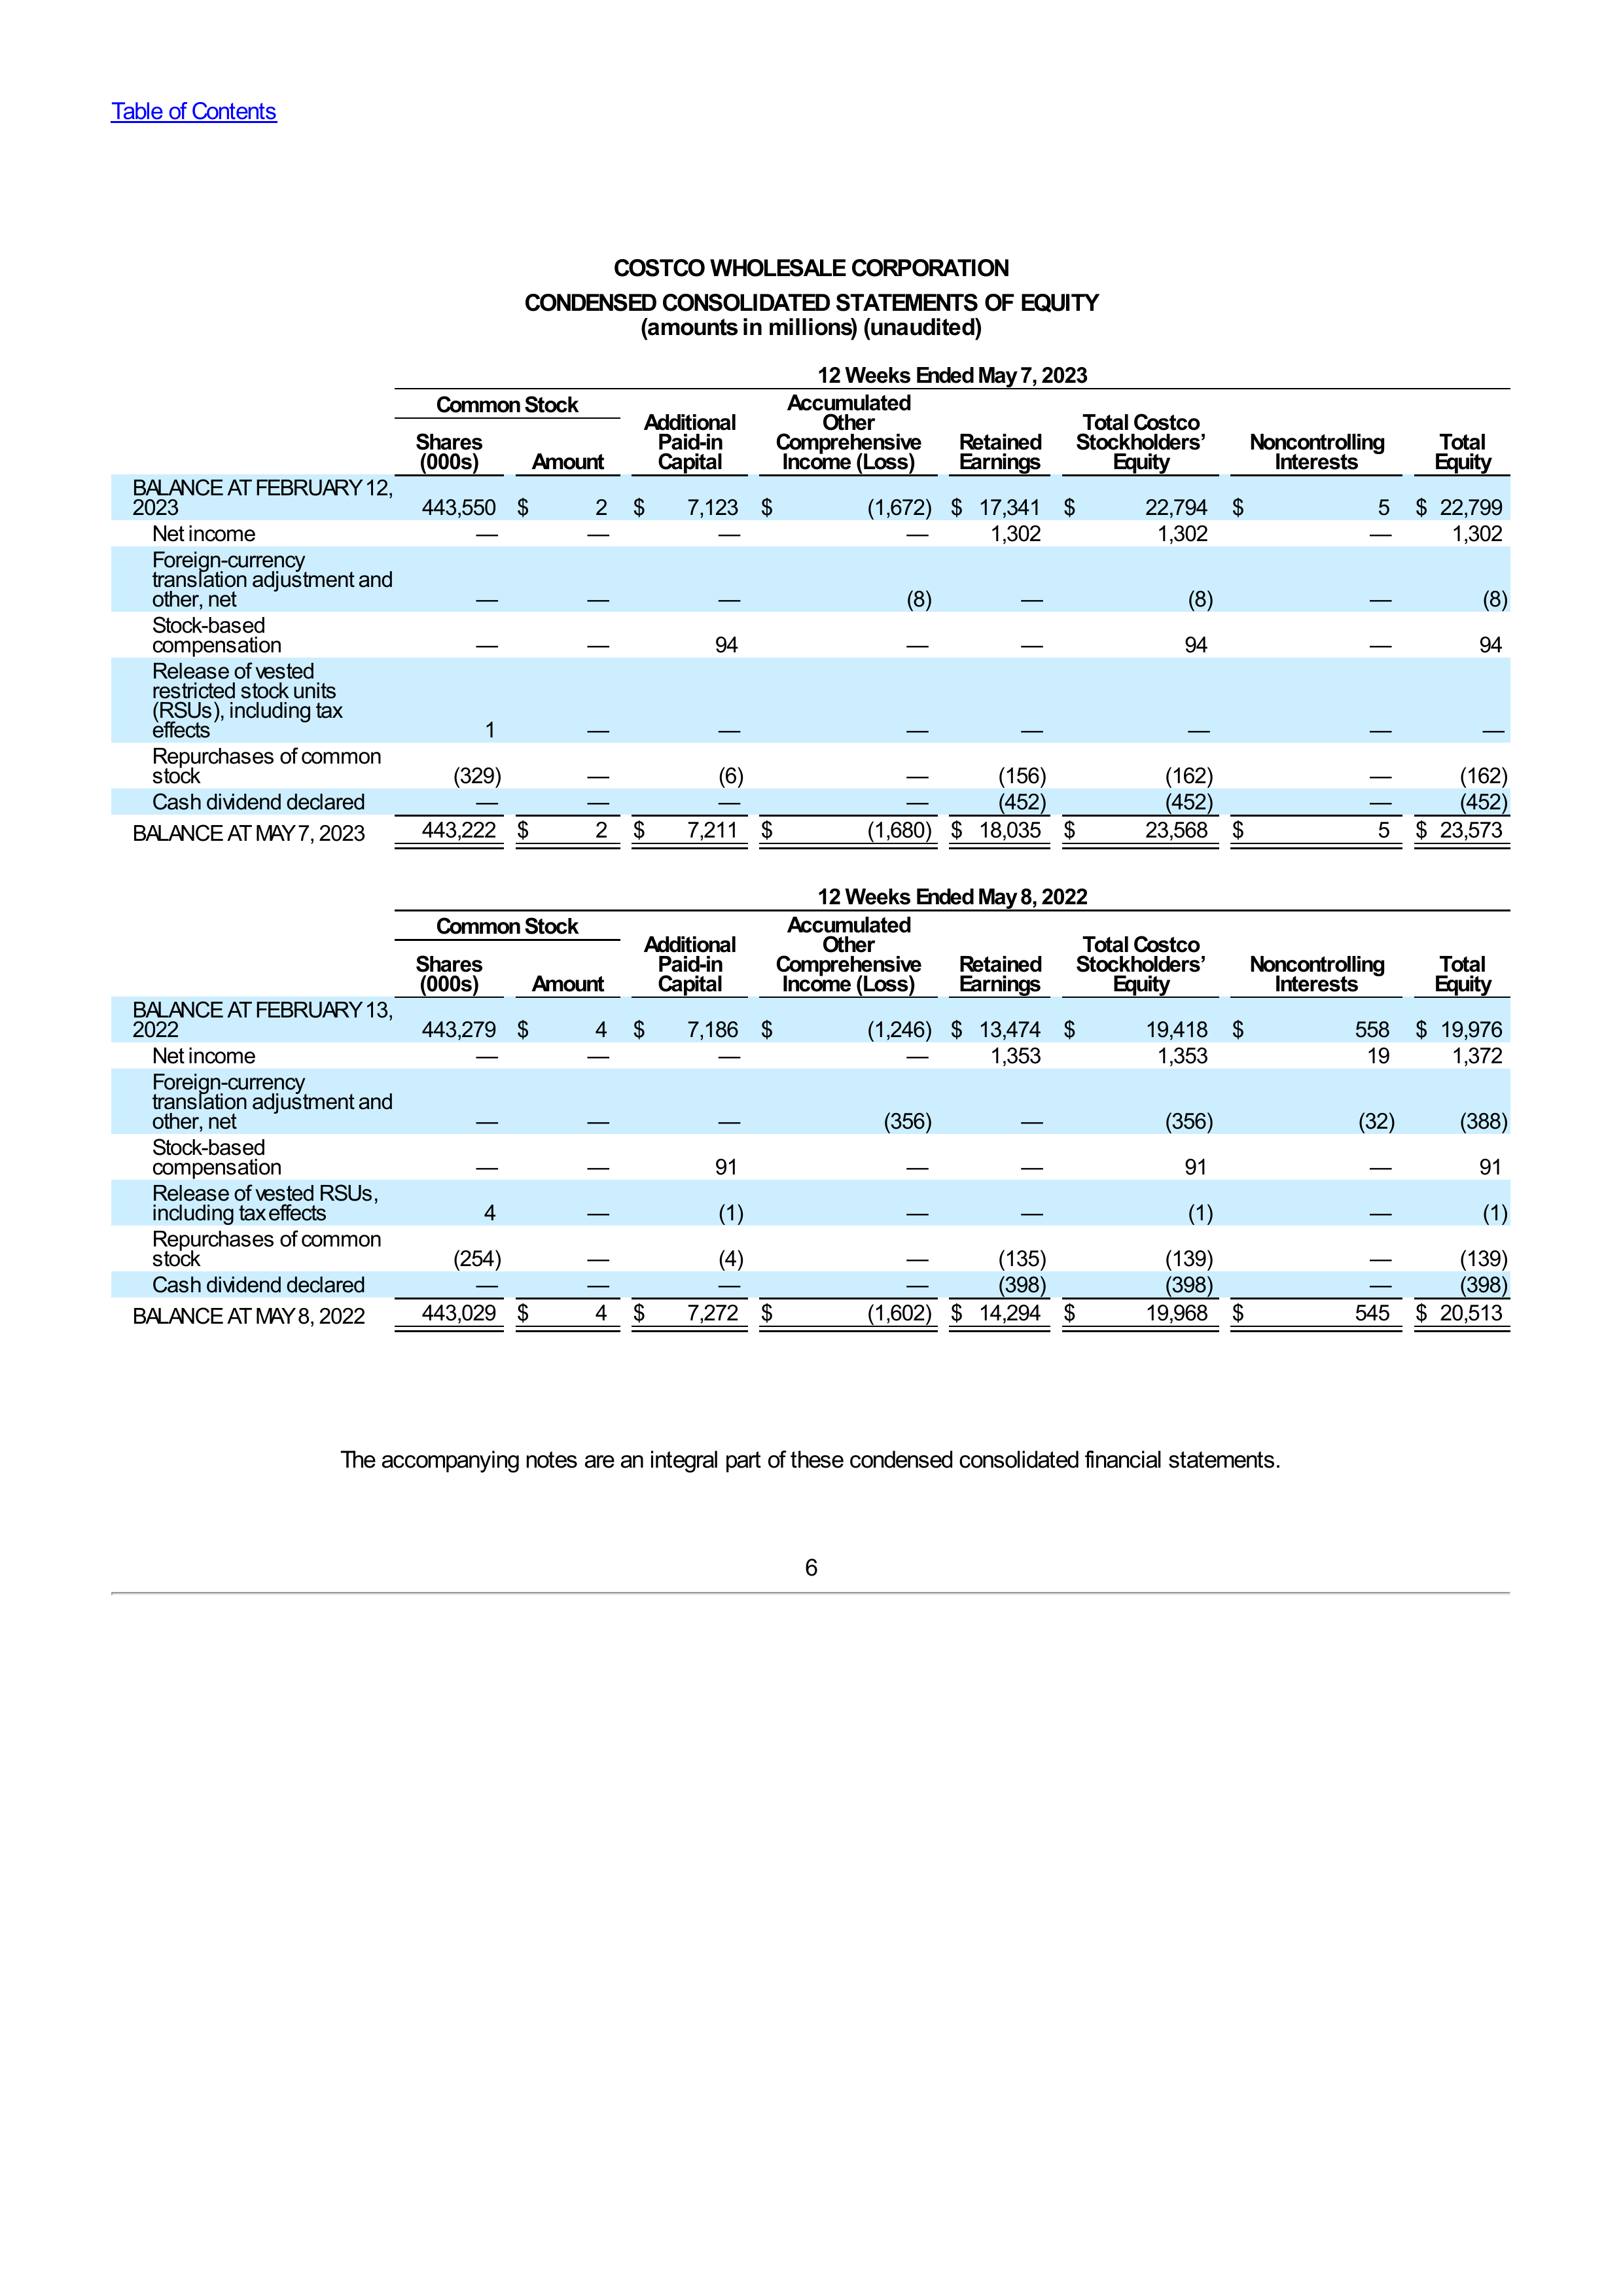 Table of Contents
COSTCO WHOLESALE CORPORATION
CONDENSED CONSOLIDATED STATEMENTS OF EQUITY
(amounts in millions) (unaudited)
12 Weeks Ended May 7, 2023
Common Stock
Additional Paid-in Capital
Accumulated Other Comprehensive Income (Loss)
Retained Earnings
Total Costco Stockholders’ Equity
Noncontrolling Interests
Total Equity
Shares (000s)
Amount
BALANCE AT FEBRUARY 12,
2023 443,550 $ 2 $ 7,123 $ (1,672) $ 17,341 $ 22,794 $ 5 $ 22,799
Net income — — — — 1,302 1,302 — 1,302
Foreign-currency
translation adjustment and
other, net — — — (8) — (8) — (8)
Stock-based
compensation — — 94 — — 94 — 94
Release of vested
restricted stock units
(RSUs), including tax
effects 1 — — — — — — —
Repurchases of common
stock (329) — (6) — (156) (162) — (162)
Cash dividend declared — — — — (452) (452) — (452)
BALANCE AT MAY 7, 2023 443,222 $ 2 $ 7,211 $ (1,680) $ 18,035 $ 23,568 $ 5 $ 23,573
12 Weeks Ended May 8, 2022
Common Stock
Additional Paid-in Capital
Accumulated Other Comprehensive Income (Loss)
Retained Earnings
Total Costco Stockholders’ Equity
Noncontrolling Interests
Total Equity
Shares (000s)
Amount
BALANCE AT FEBRUARY 13,
2022 443,279 $ 4 $ 7,186 $ (1,246) $ 13,474 $ 19,418 $ 558 $ 19,976
Net income — — — — 1,353 1,353 19 1,372
Foreign-currency
translation adjustment and
other, net — — — (356) — (356) (32) (388)
Stock-based
compensation — — 91 — — 91 — 91
Release of vested RSUs,
including tax effects 4 — (1) — — (1) — (1)
Repurchases of common
stock (254) — (4) — (135) (139) — (139)
Cash dividend declared — — — — (398) (398) — (398)
BALANCE AT MAY 8, 2022 443,029 $ 4 $ 7,272 $ (1,602) $ 14,294 $ 19,968 $ 545 $ 20,513
The accompanying notes are an integral part of these condensed consolidated financial statements.
6